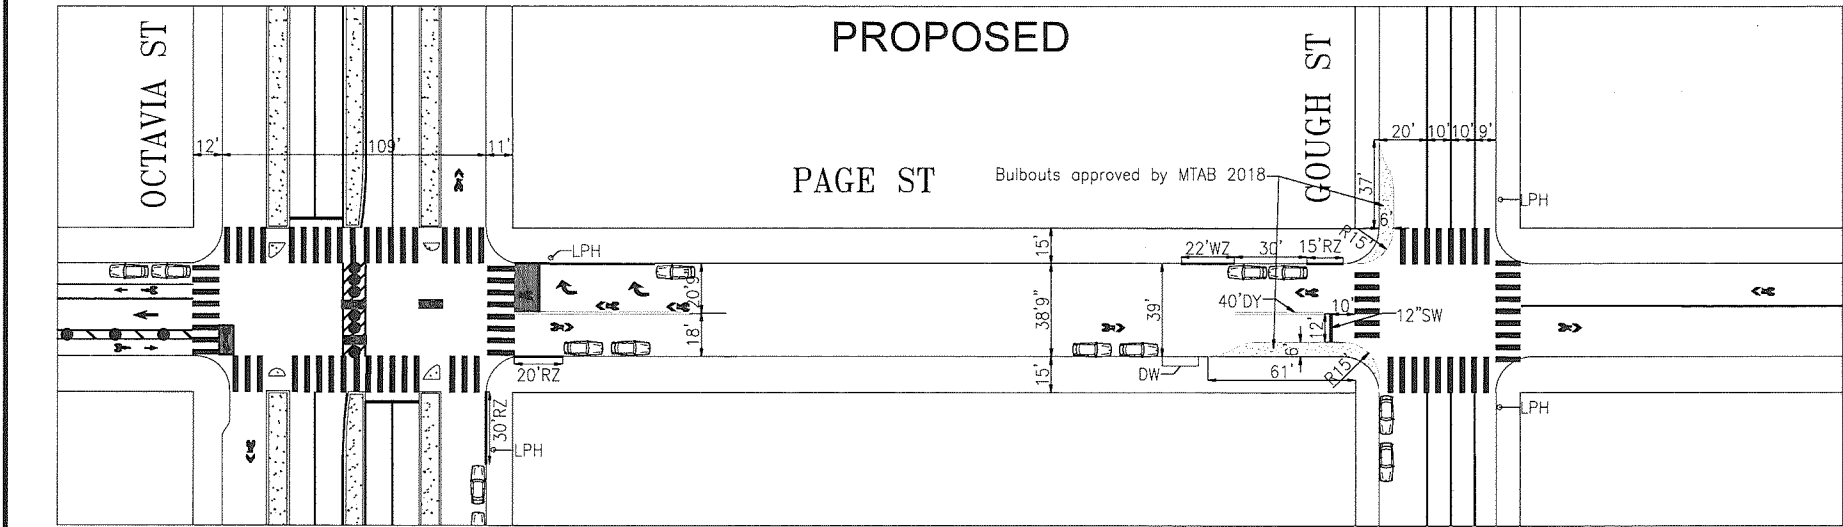 PROPOSED
OCTAVIA ST
GOUGH ST
12'
109'
11'
20'
10'
10'
9'
PAGE ST
Bulbouts approved by MTAB 2018
37'
6'
R15'
LPH
LPH
15'
22'WZ
30'
15'RZ
20'9"
38'9"
39'
40'DY
10'
12"SW
12'
18'
6'
R15'
20'RZ
15'
DW
61'
30'RZ
LPH
LPH